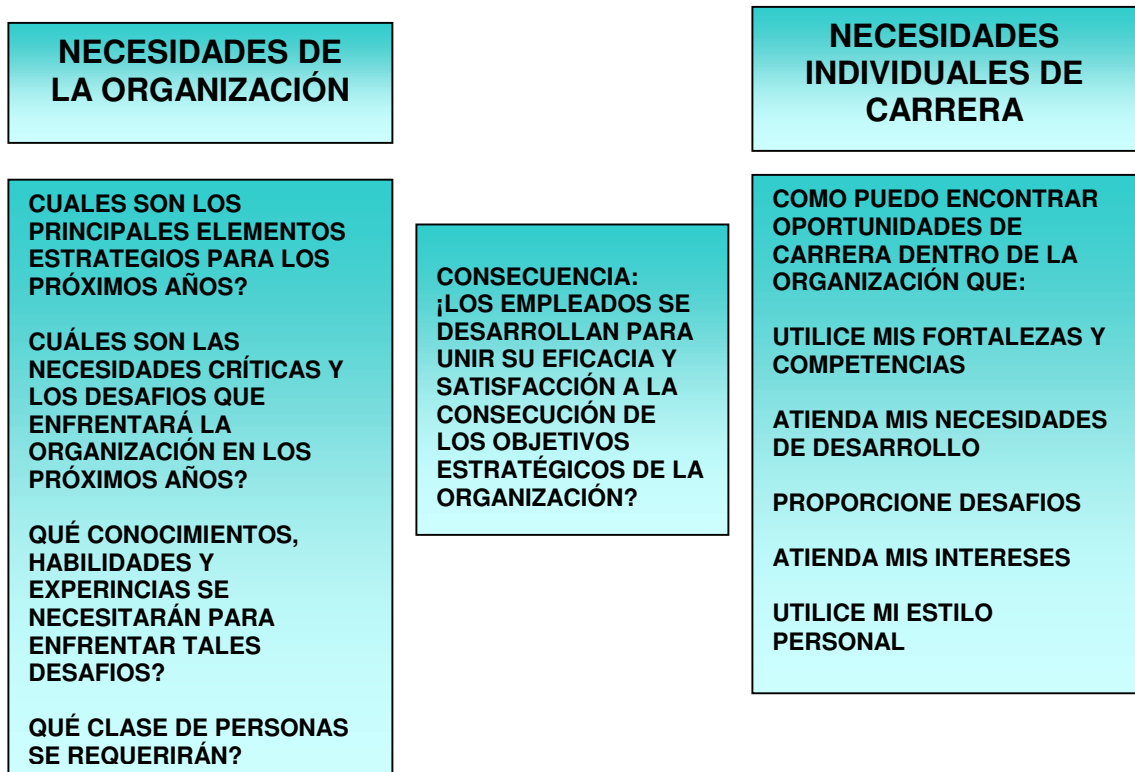 NECESIDADES DE
LA ORGANIZACIÓN
CUALES SON LOS
PRINCIPALES ELEMENTOS
ESTRATEGIOS PARA LOS
PRÓXIMOS AÑOS?
CUÁLES SON LAS
NECESIDADES CRÍTICAS Y
LOS DESAFIOS QUE
ENFRENTARÁ LA
ORGANIZACIÓN EN LOS
PRÓXIMOS AÑOS?
QUÉ CONOCIMIENTOS,
HABILIDADES Y
EXPERINCIAS SE
NECESITARÁN PARA
ENFRENTAR TALES
DESAFIOS?
QUÉ CLASE DE PERSONAS
SE REQUERIRÁN?
CONSECUENCIA:
¡LOS EMPLEADOS SE
DESARROLLAN PARA
UNIR SU EFICACIA Y
SATISFACCIÓN A LA
CONSECUCIÓN DE
LOS OBJETIVOS
ESTRATÉGICOS DE LA
ORGANIZACIÓN?
NECESIDADES
INDIVIDUALES DE
CARRERA
COMO PUEDO ENCONTRAR
OPORTUNIDADES DE
CARRERA DENTRO DE LA
ORGANIZACIÓN QUE:
UTILICE MIS FORTALEZAS Y
COMPETENCIAS
ATIENDA MIS NECESIDADES
DE DESARROLLO
PROPORCIONE DESAFIOS
ATIENDA MIS INTERESES
UTILICE MI ESTILO
PERSONAL